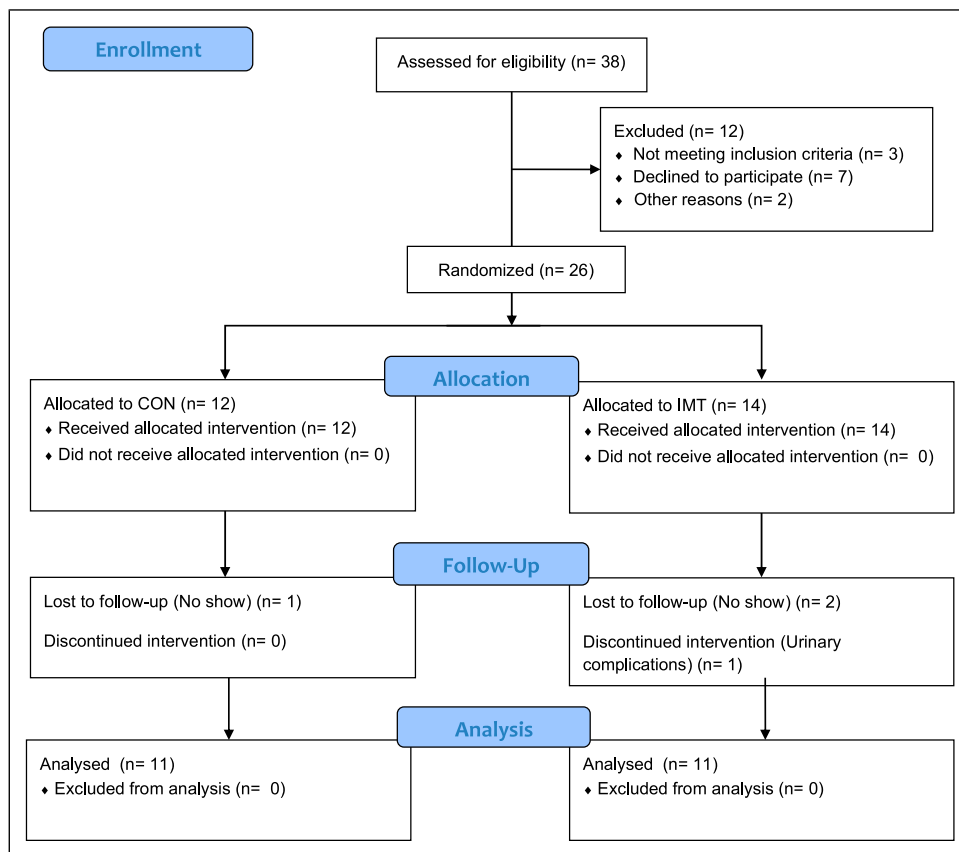 Enrollment
Assessed for eligibility (n= 38)
Excluded (n= 12)
♦ Not meeting inclusion criteria (n= 3)
♦ Declined to participate (n= 7)
♦ Other reasons (n= 2)
Randomized (n= 26)
Allocation
Allocated to CON (n= 12)
♦ Received allocated intervention (n= 12)
♦ Did not receive allocated intervention (n= 0)
Allocated to IMT (n= 14)
♦ Received allocated intervention (n= 14)
♦ Did not receive allocated intervention (n= 0)
Follow-Up
Lost to follow-up (No show) (n= 1)
Discontinued intervention (n= 0)
Lost to follow-up (No show) (n= 2)
Discontinued intervention (Urinary
complications) (n= 1)
Analysis
Analysed (n= 11)
♦ Excluded from analysis (n= 0)
Analysed (n= 11)
♦ Excluded from analysis (n= 0)